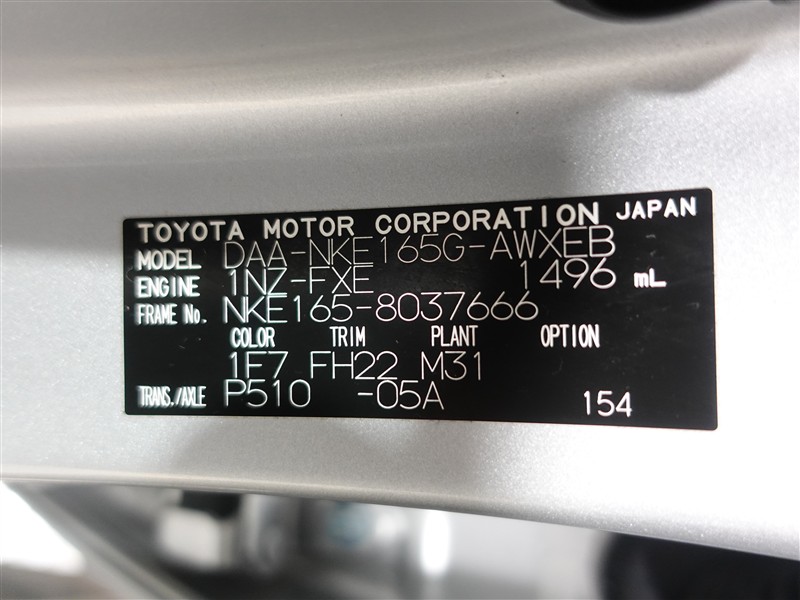 TOYOTA MOTOR CORPORATION JAPAN
MODEL DAA-NKE165G-AWXEB
ENGINE 1NZ-FXE 1496 mL
FRAME No. NKE165-8037666
COLOR TRIM PLANT OPTION
1F7 FH22 M31
TRANS./AXLE P510 -05A 154